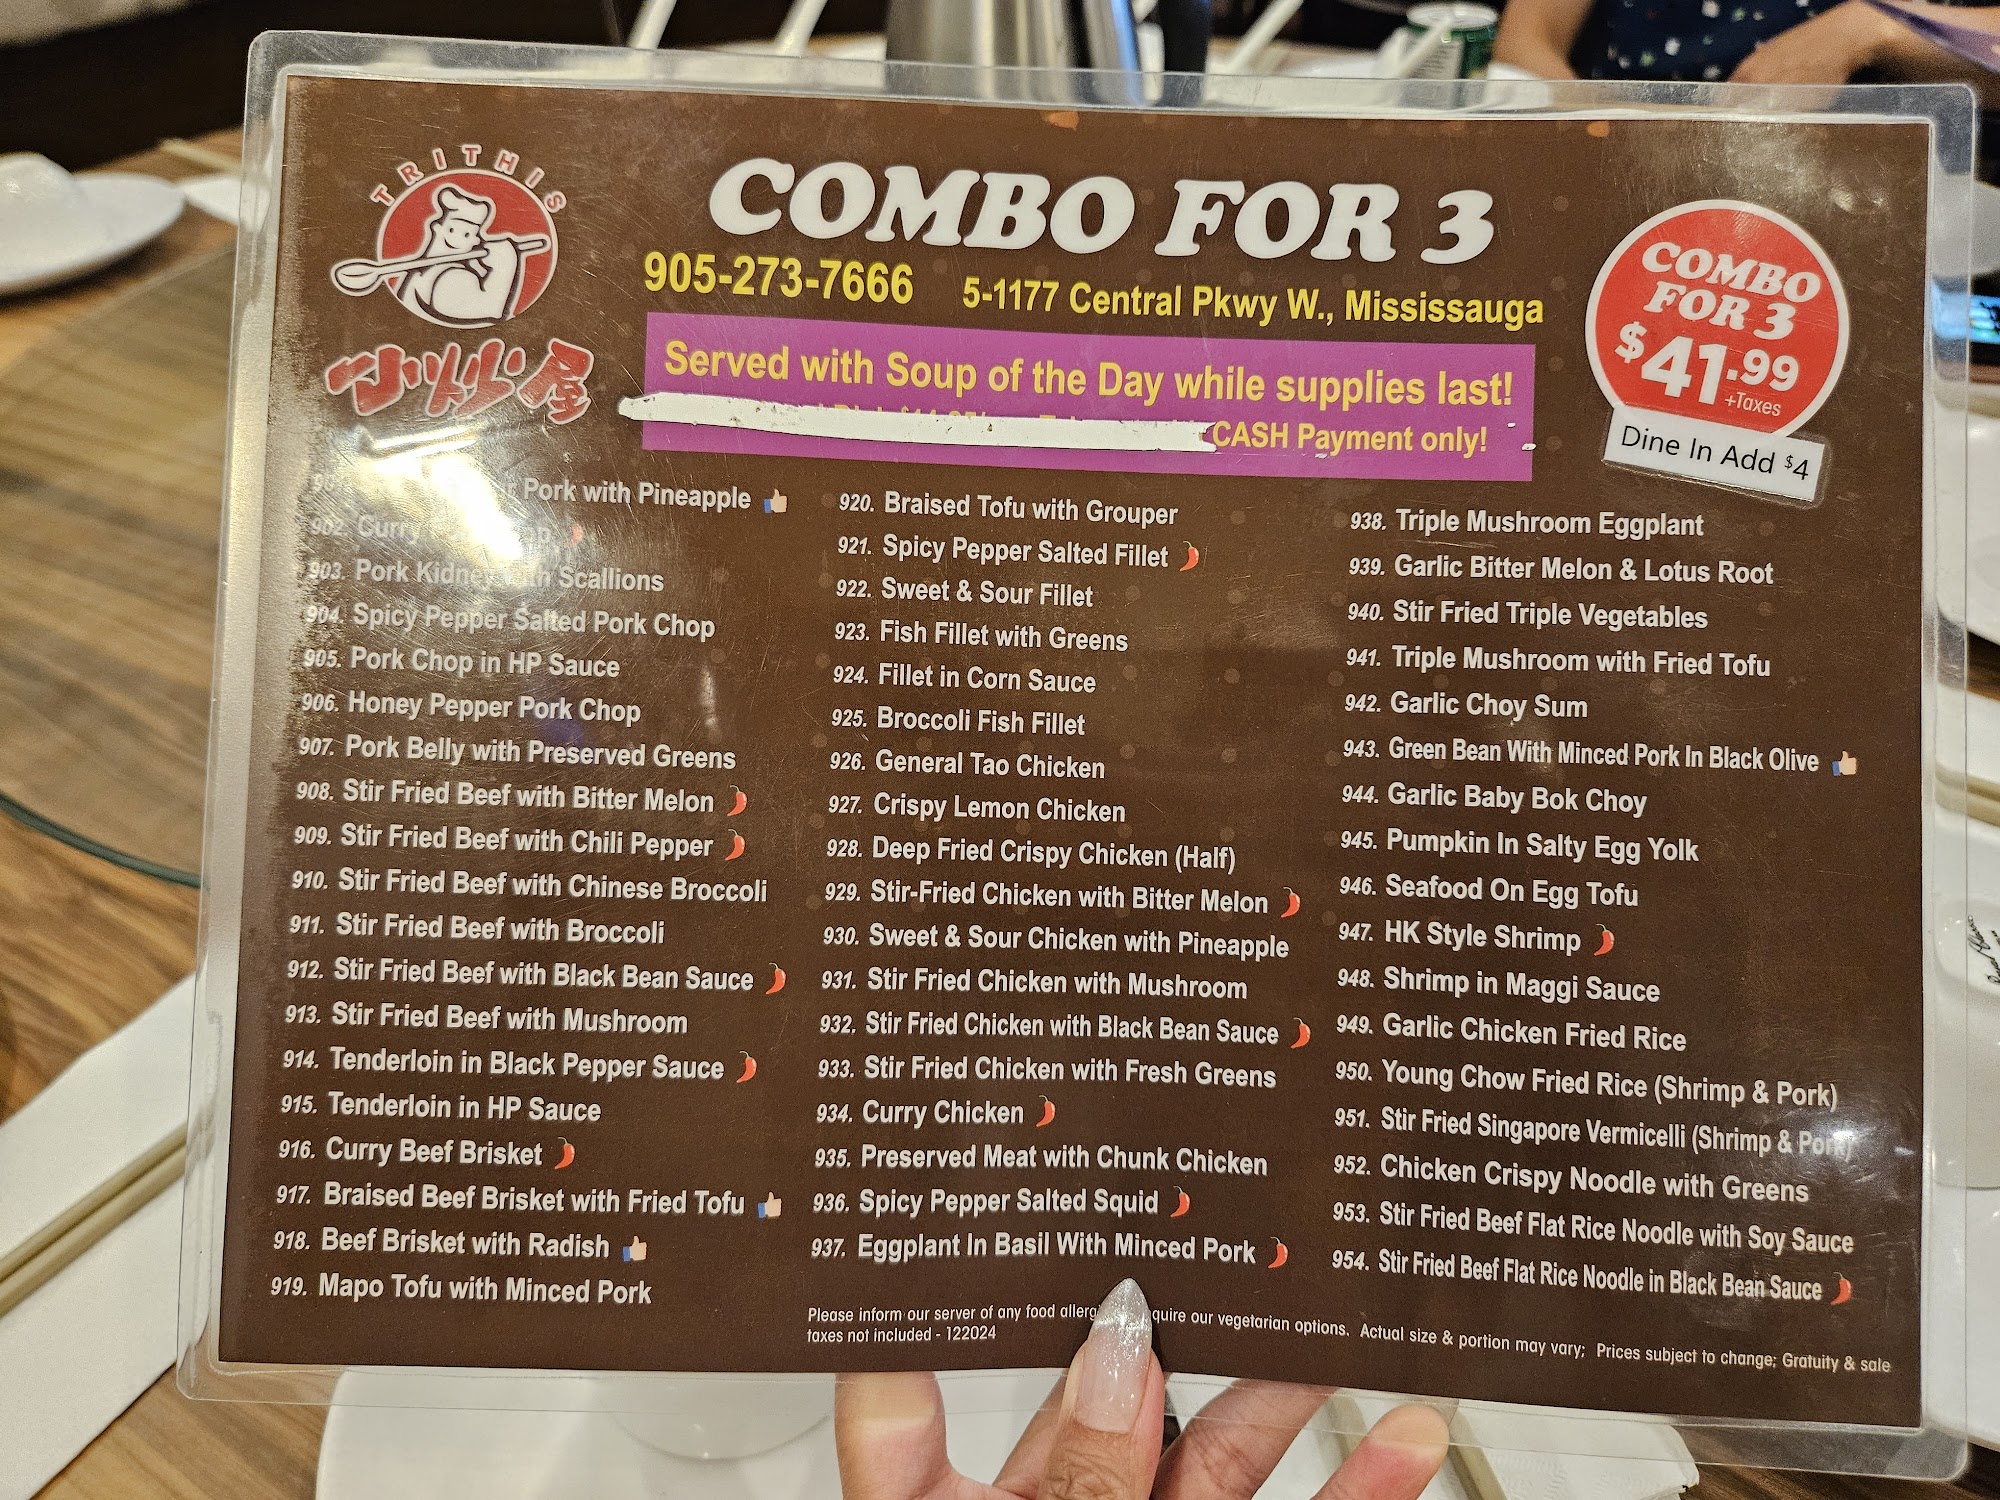 TRITHIS
小炒屋
COMBO FOR 3
905-273-7666 5-1177 Central Pkwy W., Mississauga
Served with Soup of the Day while supplies last!
CASH Payment only!
COMBO
FOR 3
$41.99
+Taxes
Dine In Add $4
Pork with Pineapple
902. Curry
903. Pork Kidney with Scallions
904. Spicy Pepper Salted Pork Chop
905. Pork Chop in HP Sauce
906. Honey Pepper Pork Chop
907. Pork Belly with Preserved Greens
908. Stir Fried Beef with Bitter Melon
909. Stir Fried Beef with Chili Pepper
910. Stir Fried Beef with Chinese Broccoli
911. Stir Fried Beef with Broccoli
912. Stir Fried Beef with Black Bean Sauce
913. Stir Fried Beef with Mushroom
914. Tenderloin in Black Pepper Sauce
915. Tenderloin in HP Sauce
916. Curry Beef Brisket
917. Braised Beef Brisket with Fried Tofu
918. Beef Brisket with Radish
919. Mapo Tofu with Minced Pork
920. Braised Tofu with Grouper
921. Spicy Pepper Salted Fillet
922. Sweet & Sour Fillet
923. Fish Fillet with Greens
924. Fillet in Corn Sauce
925. Broccoli Fish Fillet
926. General Tao Chicken
927. Crispy Lemon Chicken
928. Deep Fried Crispy Chicken (Half)
929. Stir-Fried Chicken with Bitter Melon
930. Sweet & Sour Chicken with Pineapple
931. Stir Fried Chicken with Mushroom
932. Stir Fried Chicken with Black Bean Sauce
933. Stir Fried Chicken with Fresh Greens
934. Curry Chicken
935. Preserved Meat with Chunk Chicken
936. Spicy Pepper Salted Squid
937. Eggplant In Basil With Minced Pork
938. Triple Mushroom Eggplant
939. Garlic Bitter Melon & Lotus Root
940. Stir Fried Triple Vegetables
941. Triple Mushroom with Fried Tofu
942. Garlic Choy Sum
943. Green Bean With Minced Pork In Black Olive
944. Garlic Baby Bok Choy
945. Pumpkin In Salty Egg Yolk
946. Seafood On Egg Tofu
947. HK Style Shrimp
948. Shrimp in Maggi Sauce
949. Garlic Chicken Fried Rice
950. Young Chow Fried Rice (Shrimp & Pork)
951. Stir Fried Singapore Vermicelli (Shrimp & Pork)
952. Chicken Crispy Noodle with Greens
953. Stir Fried Beef Flat Rice Noodle with Soy Sauce
954. Stir Fried Beef Flat Rice Noodle in Black Bean Sauce
Please inform our server of any food allerg quire our vegetarian options. Actual size & portion may vary; Prices subject to change; Gratuity & sale
taxes not included - 122024